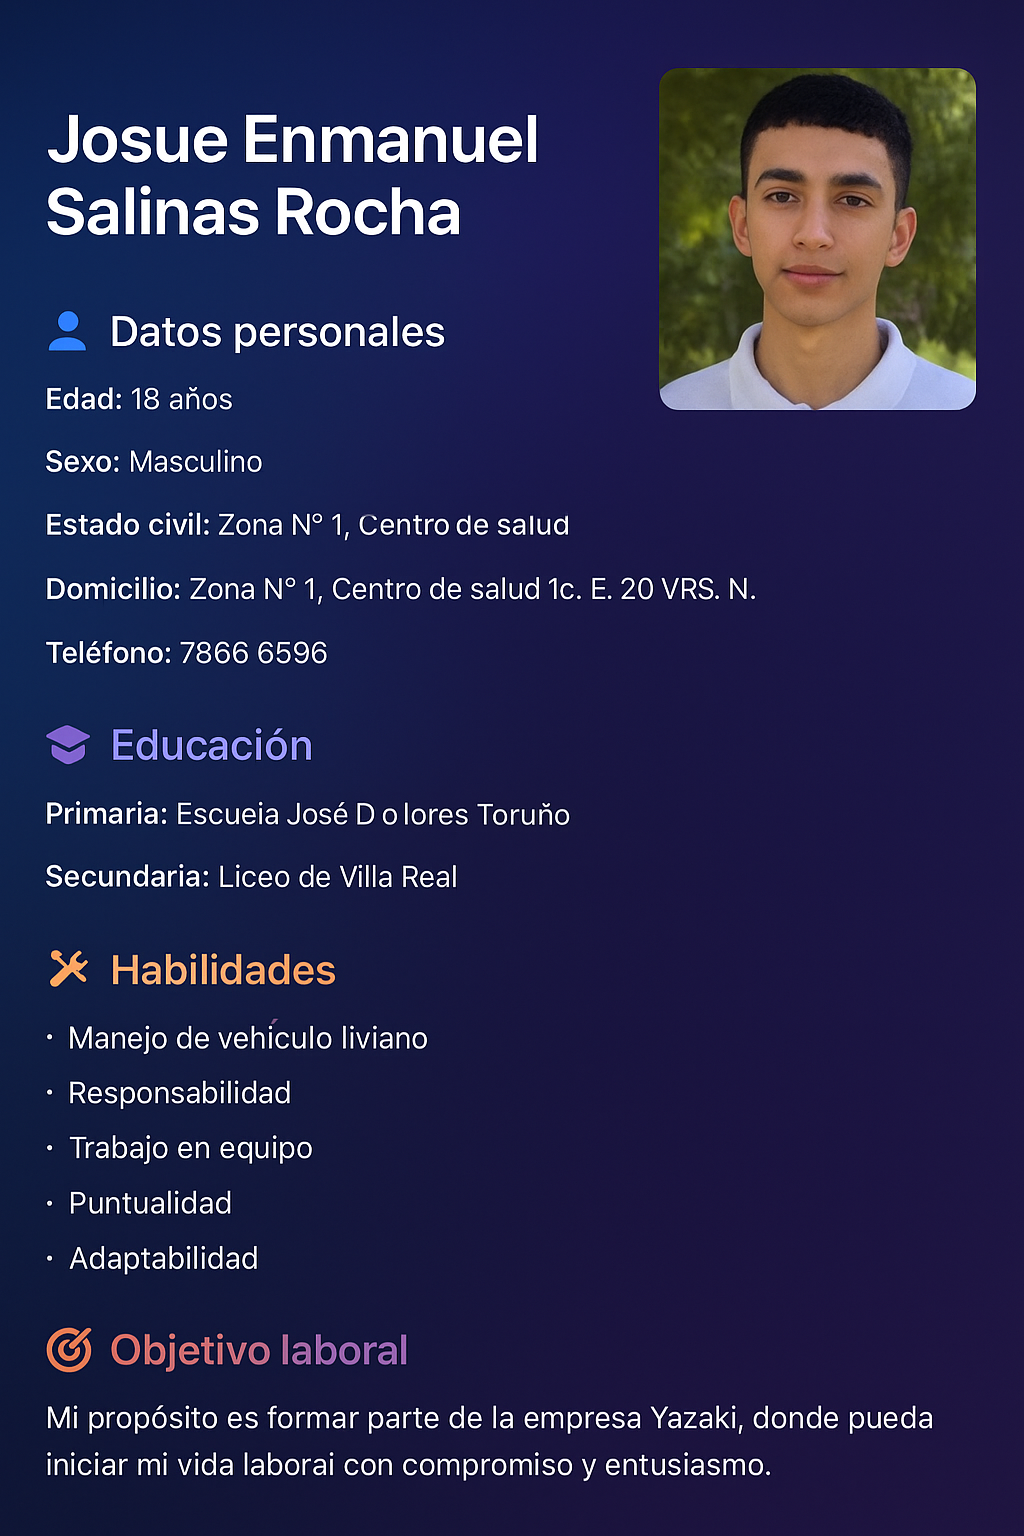 Josue Enmanuel
Salinas Rocha
Datos personales
Edad: 18 aňos
Sexo: Masculino
Estado civil: Zona N° 1, Centro de salud
Domicilio: Zona N° 1, Centro de salud 1c. E. 20 VRS. N.
Teléfono: 7866 6596
Educación
Primaria: Escueia José D o lores Toruňo
Secundaria: Liceo de Villa Real
Habilidades
· Manejo de vehículo liviano
· Responsabilidad
· Trabajo en equipo
· Puntualidad
· Adaptabilidad
Objetivo laboral
Mi propósito es formar parte de la empresa Yazaki, donde pueda
iniciar mi vida laborai con compromiso y entusiasmo.